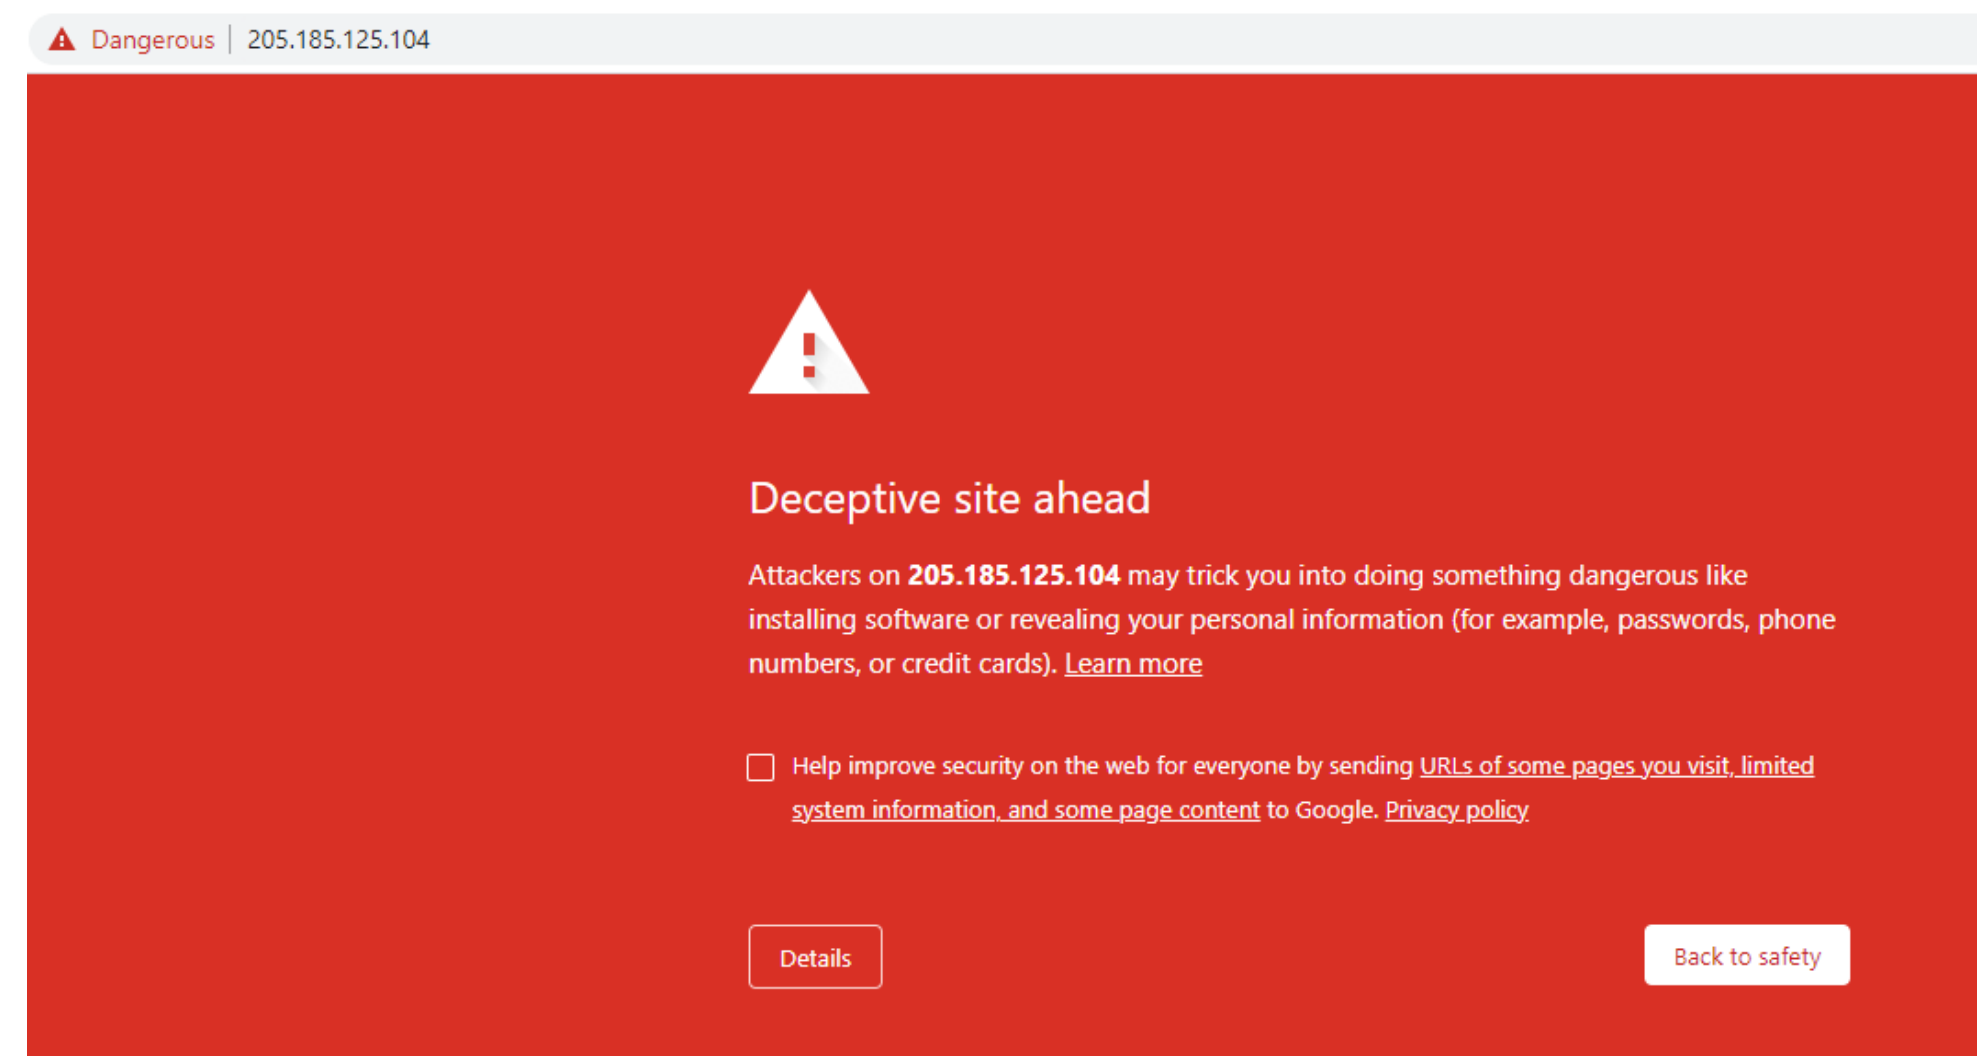 Dangerous | 205.185.125.104
!
Deceptive site ahead
Attackers on 205.185.125.104 may trick you into doing something dangerous like
installing software or revealing your personal information (for example, passwords, phone
numbers, or credit cards). Learn more
Help improve security on the web for everyone by sending URLs of some pages you visit, limited
system information, and some page content to Google. Privacy policy
Details
Back to safety